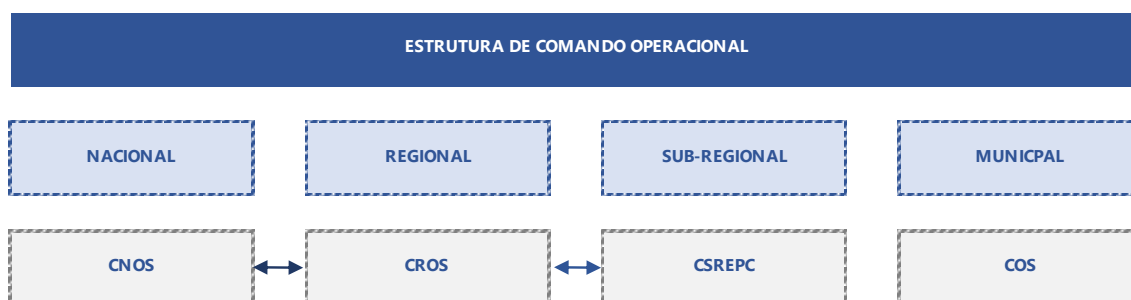 ESTRUTURA DE COMANDO OPERACIONAL
NACIONAL
REGIONAL
SUB-REGIONAL
MUNICPAL
CNOS
CROS
CSREPC
COS